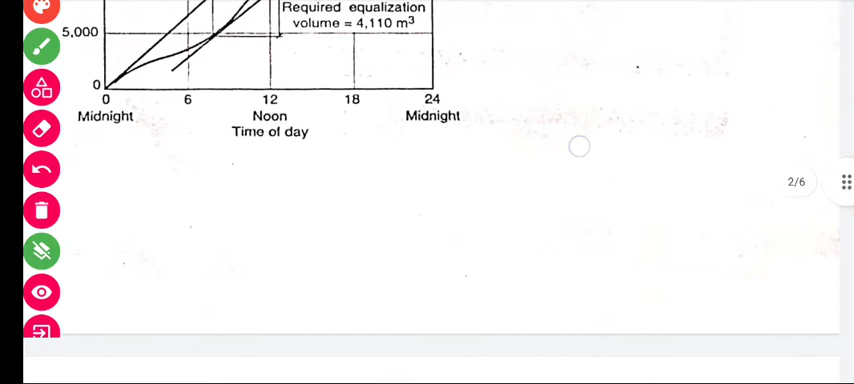 Required equalization
volume = 4,110 m³
5,000
0
0 6 12 18 24
Midnight Noon Midnight
Time of day
2/6